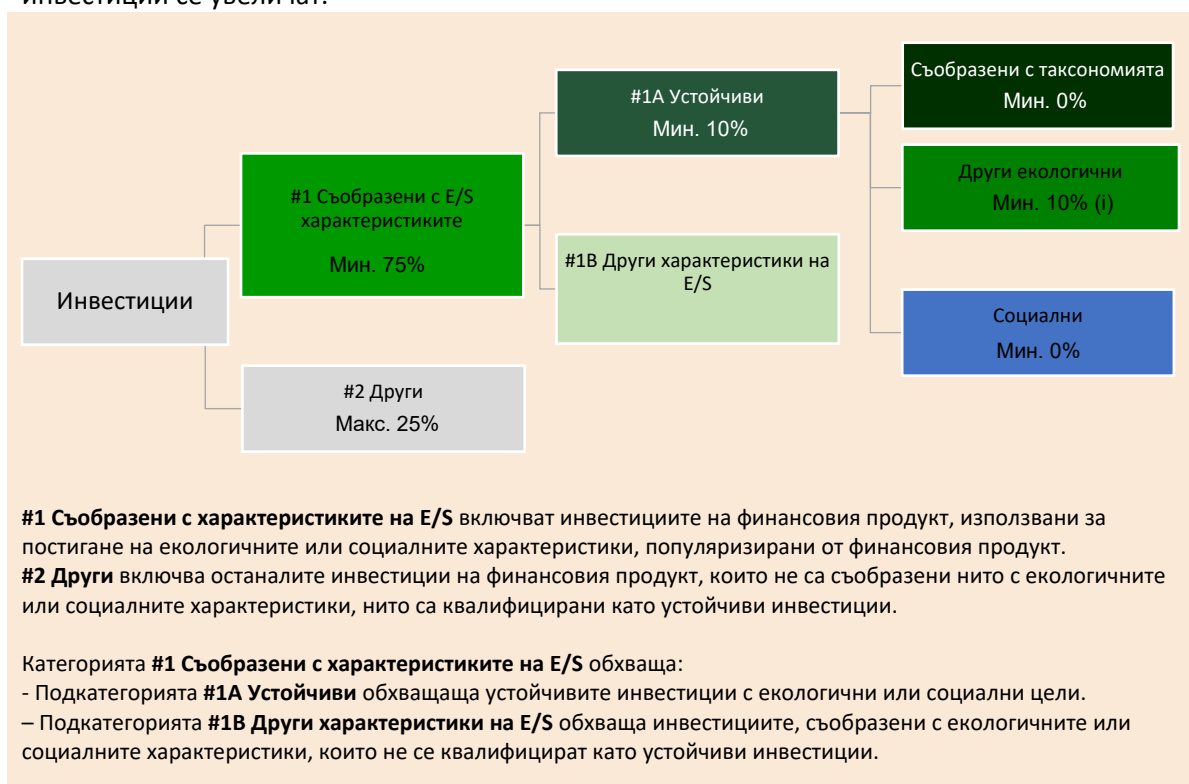 инвестиции се увеличат.
Съобразени с таксономията
Мин. 0%
#1A Устойчиви
Мин. 10%
Други екологични
Мин. 10% (i)
#1 Съобразени с E/S
характеристиките
Мин. 75%
#1B Други характеристики на
E/S
Инвестиции
Социални
Мин. 0%
#2 Други
Макс. 25%
#1 Съобразени с характеристиките на E/S включват инвестициите на финансовия продукт, използвани за
постигане на екологичните или социалните характеристики, популяризирани от финансовия продукт.
#2 Други включва останалите инвестиции на финансовия продукт, които не са съобразени нито с екологичните
или социалните характеристики, нито са квалифицирани като устойчиви инвестиции.
Категорията #1 Съобразени с характеристиките на E/S обхваща:
- Подкатегорията #1A Устойчиви обхващаща устойчивите инвестиции с екологични или социални цели.
– Подкатегорията #1B Други характеристики на E/S обхваща инвестициите, съобразени с екологичните или
социалните характеристики, които не се квалифицират като устойчиви инвестиции.